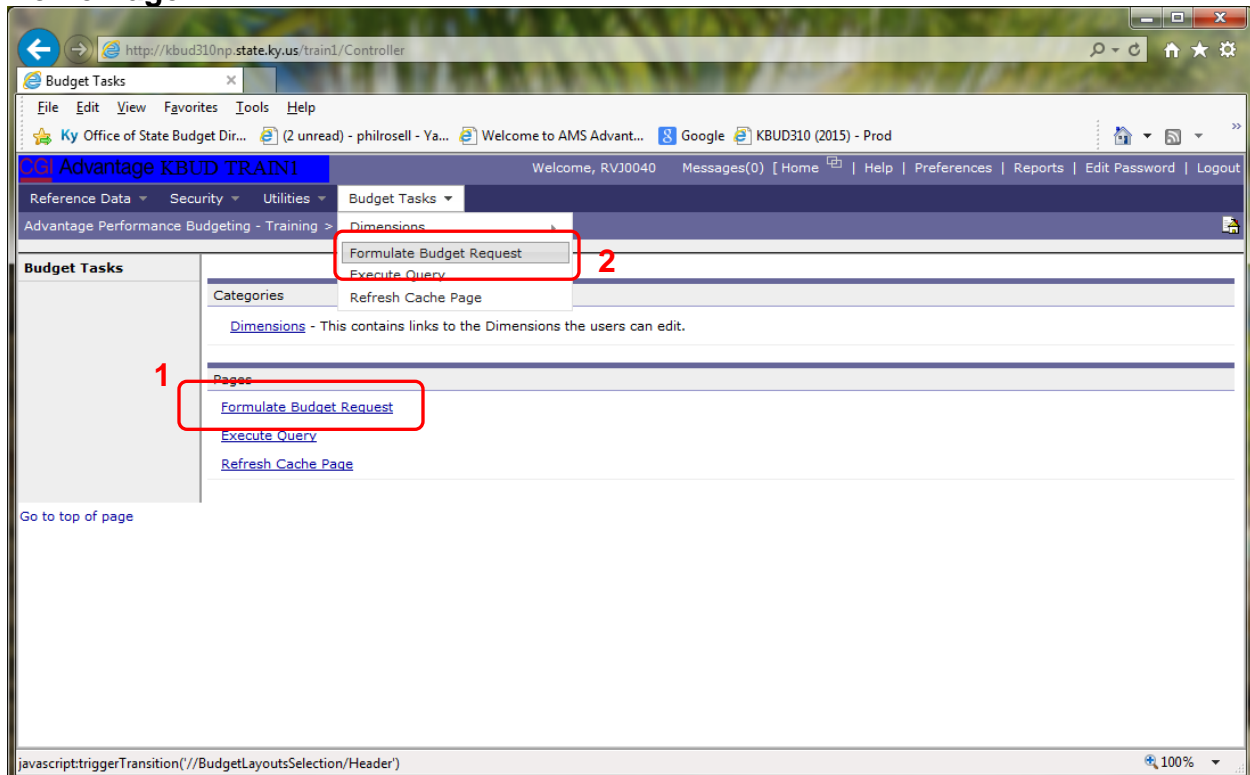 http://kbud310np.state.ky.us/train1/Controller
Budget Tasks
File Edit View Favorites Tools Help
Ky Office of State Budget Dir... (2 unread) - philrosell - Ya... Welcome to AMS Advant... Google KBUD310 (2015) - Prod
CGI Advantage KBUD TRAIN1 Welcome, RVJ0040 Messages(0) [ Home | Help | Preferences | Reports | Edit Password | Logout
Reference Data Security Utilities Budget Tasks
Advantage Performance Budgeting - Training > Dimensions
Formulate Budget Request 2
Budget Tasks
Execute Query
Categories Refresh Cache Page
Dimensions - This contains links to the Dimensions the users can edit.
1 Pages
Formulate Budget Request
Execute Query
Refresh Cache Page
Go to top of page
javascript:triggerTransition('//BudgetLayoutsSelection/Header') 100%